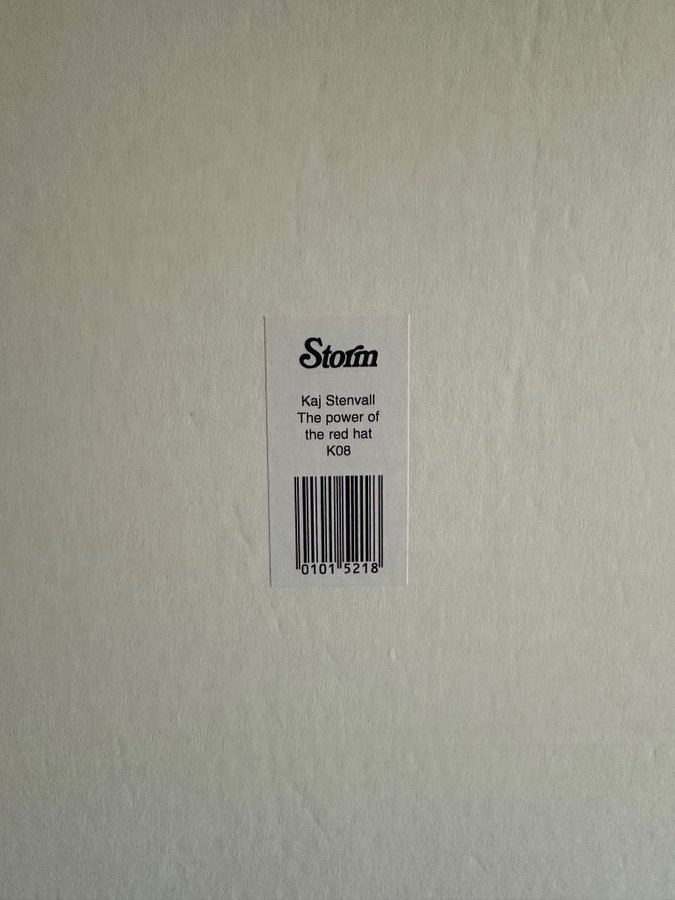 Storm
Kaj Stenvall
The power of
the red hat
K08
0101 5218